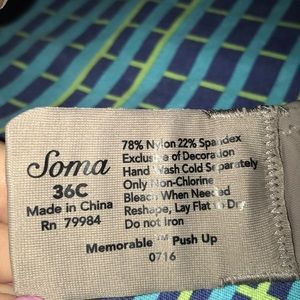 Soma
36C
Made in China
Rn 79984
78% Nylon 22% Spandex
Exclusive of Decoration
Hand Wash Cold Separately
Only Non-Chlorine
Bleach When Needed
Reshape, Lay Flat to Dry
Do not Iron
Memorable™ Push Up
0716